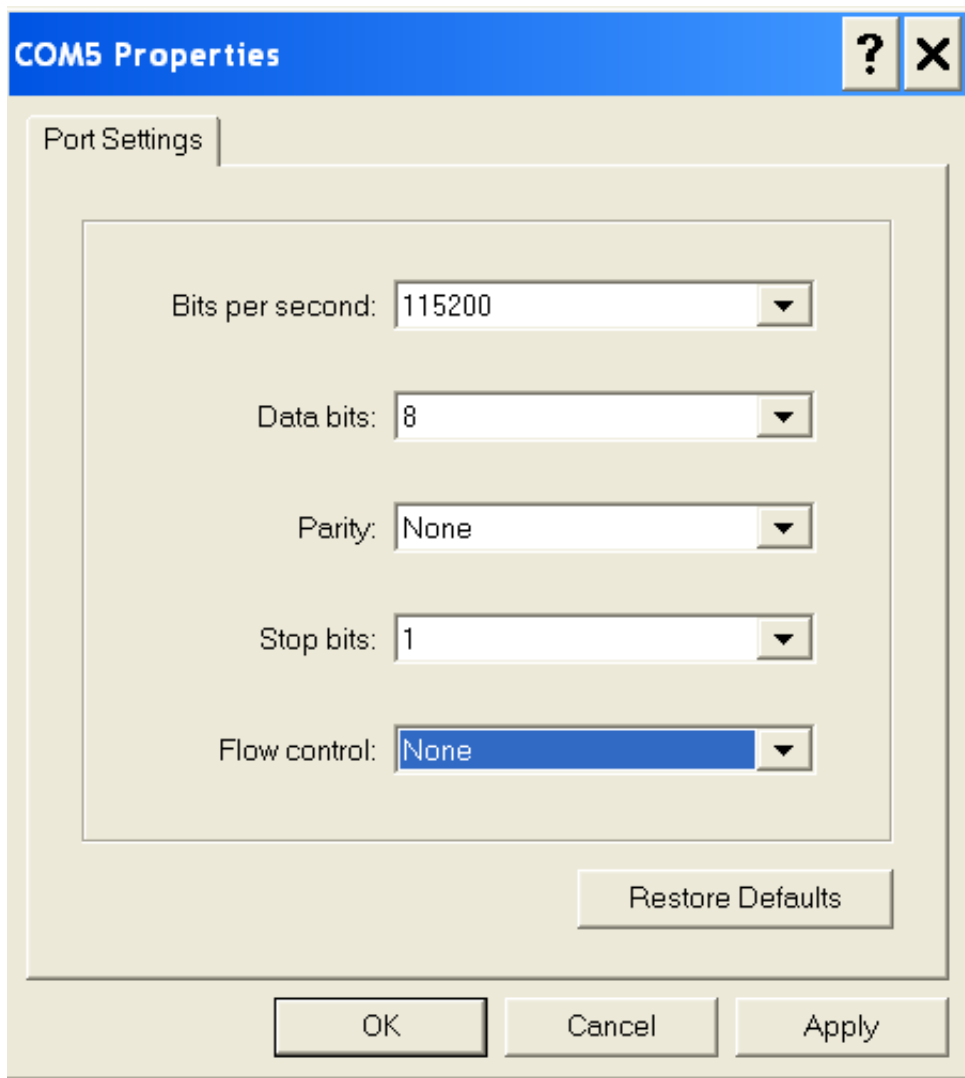 COM5 Properties
Port Settings
Bits per second: 115200
Data bits: 8
Parity: None
Stop bits: 1
Flow control: None
Restore Defaults
OK Cancel Apply